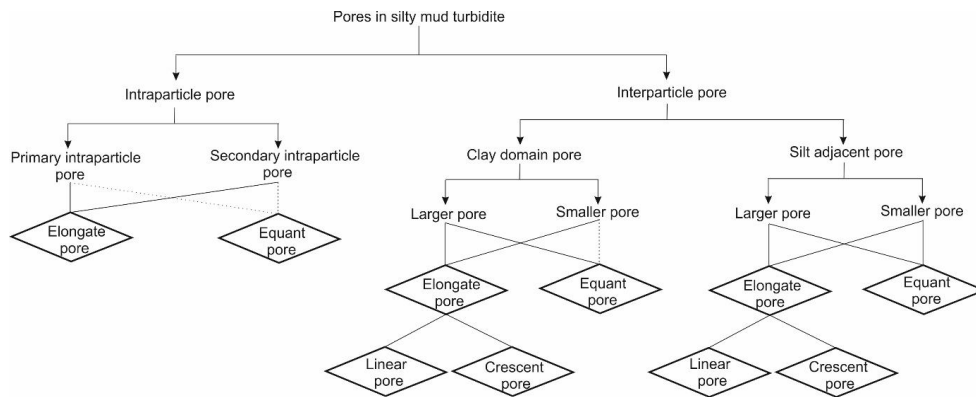 Pores in silty mud turbidite
Intraparticle pore
Interparticle pore
Primary intraparticle
pore
Secondary intraparticle
pore
Clay domain pore
Silt adjacent pore
Larger pore
Smaller pore
Larger pore
Smaller pore
Elongate
pore
Equant
pore
Elongate
pore
Equant
pore
Elongate
pore
Equant
pore
Linear
pore
Crescent
pore
Linear
pore
Crescent
pore